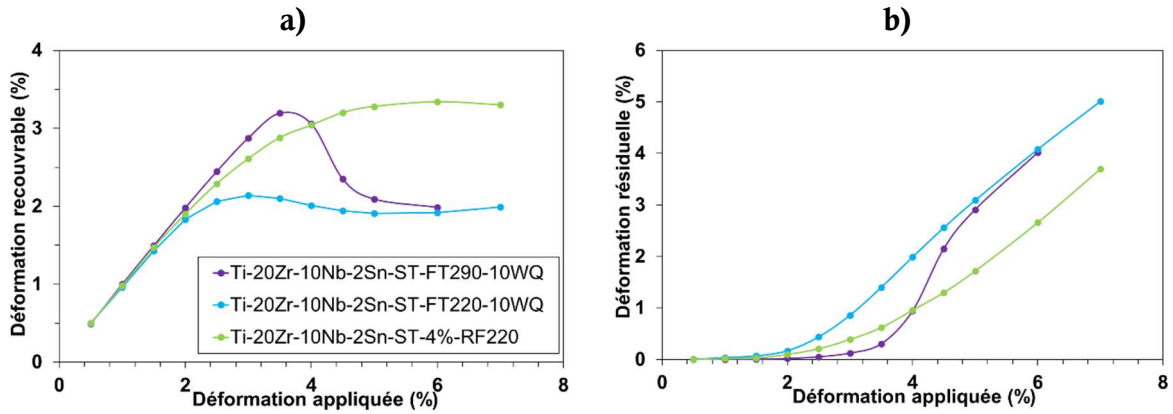 a)
b)
Déformation recouvrable (%)
4
3
2
1
0
0
2
4
6
8
Déformation appliquée (%)
Ti-20Zr-10Nb-2Sn-ST-FT290-10WQ
Ti-20Zr-10Nb-2Sn-ST-FT220-10WQ
Ti-20Zr-10Nb-2Sn-ST-4%-RF220
Déformation résiduelle (%)
6
5
4
3
2
1
0
0
2
4
6
8
Déformation appliquée (%)